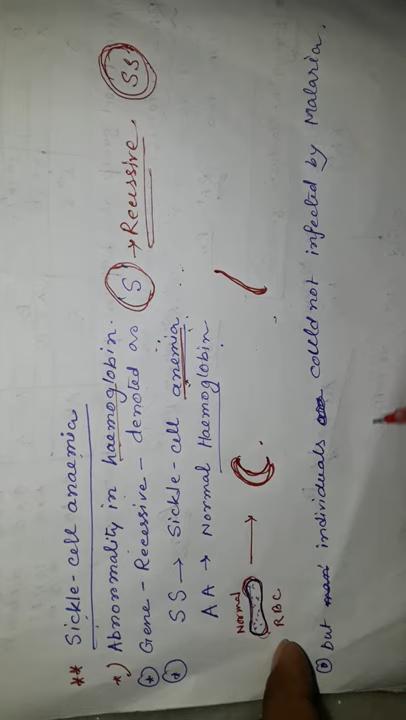 ** Sickle-cell anaemia
*) Abnormality in haemoglobin.
* Gene - Recessive - denoted as S → Recessive. SS
* SS → Sickle-cell anemia
AA → Normal Haemoglobin
Normal
RBC
but individuals could not infected by Malaria.